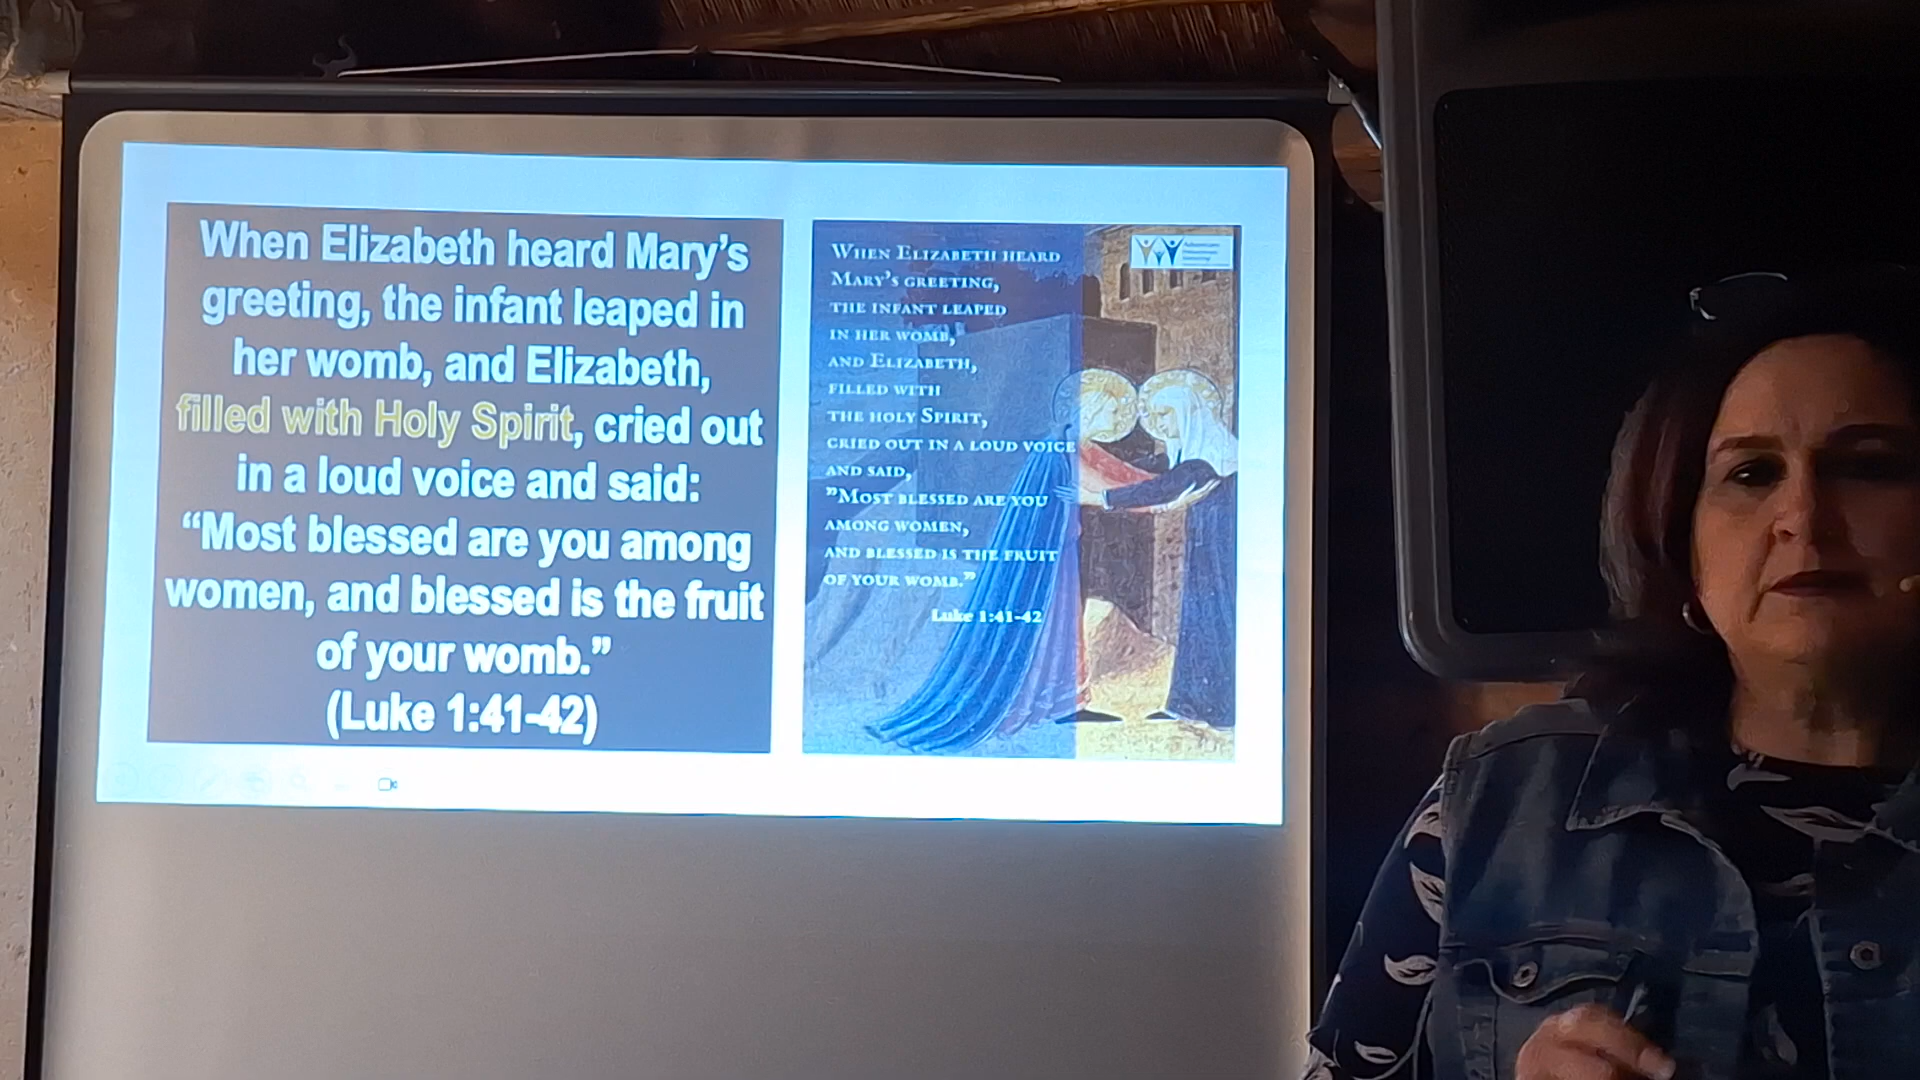 When Elizabeth heard Mary's
greeting, the infant leaped in
her womb, and Elizabeth,
filled with Holy Spirit, cried out
in a loud voice and said:
“Most blessed are you among
women, and blessed is the fruit
of your womb.”
(Luke 1:41-42)
When Elizabeth heard
Mary's greeting,
the infant leaped
in her womb,
and Elizabeth,
filled with
the holy Spirit,
cried out in a loud voice
and said,
"Most blessed are you
among women,
and blessed is the fruit
of your womb."
Luke 1:41-42